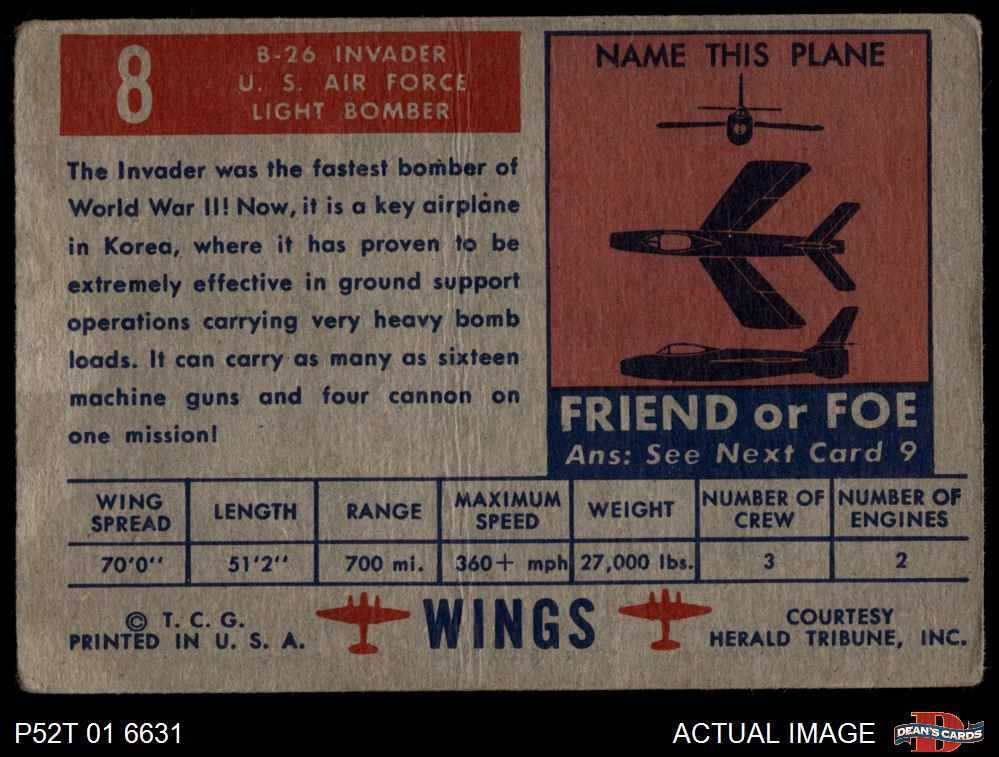 8
B-26 INVADER
U. S. AIR FORCE
LIGHT BOMBER
The Invader was the fastest bomber of
World War II! Now, it is a key airplane
in Korea, where it has proven to be
extremely effective in ground support
operations carrying very heavy bomb
loads. It can carry as many as sixteen
machine guns and four cannon on
one mission!
NAME THIS PLANE
FRIEND or FOE
Ans: See Next Card 9
WING SPREAD LENGTH RANGE MAXIMUM SPEED WEIGHT NUMBER OF CREW NUMBER OF ENGINES
70'0" 51'2" 700 mi. 360+ mph 27,000 lbs. 3 2
© T. C. G.
PRINTED IN U. S. A.
WINGS
COURTESY
HERALD TRIBUNE, INC.
P52T 01 6631
ACTUAL IMAGE
D
DEAN'S CARDS